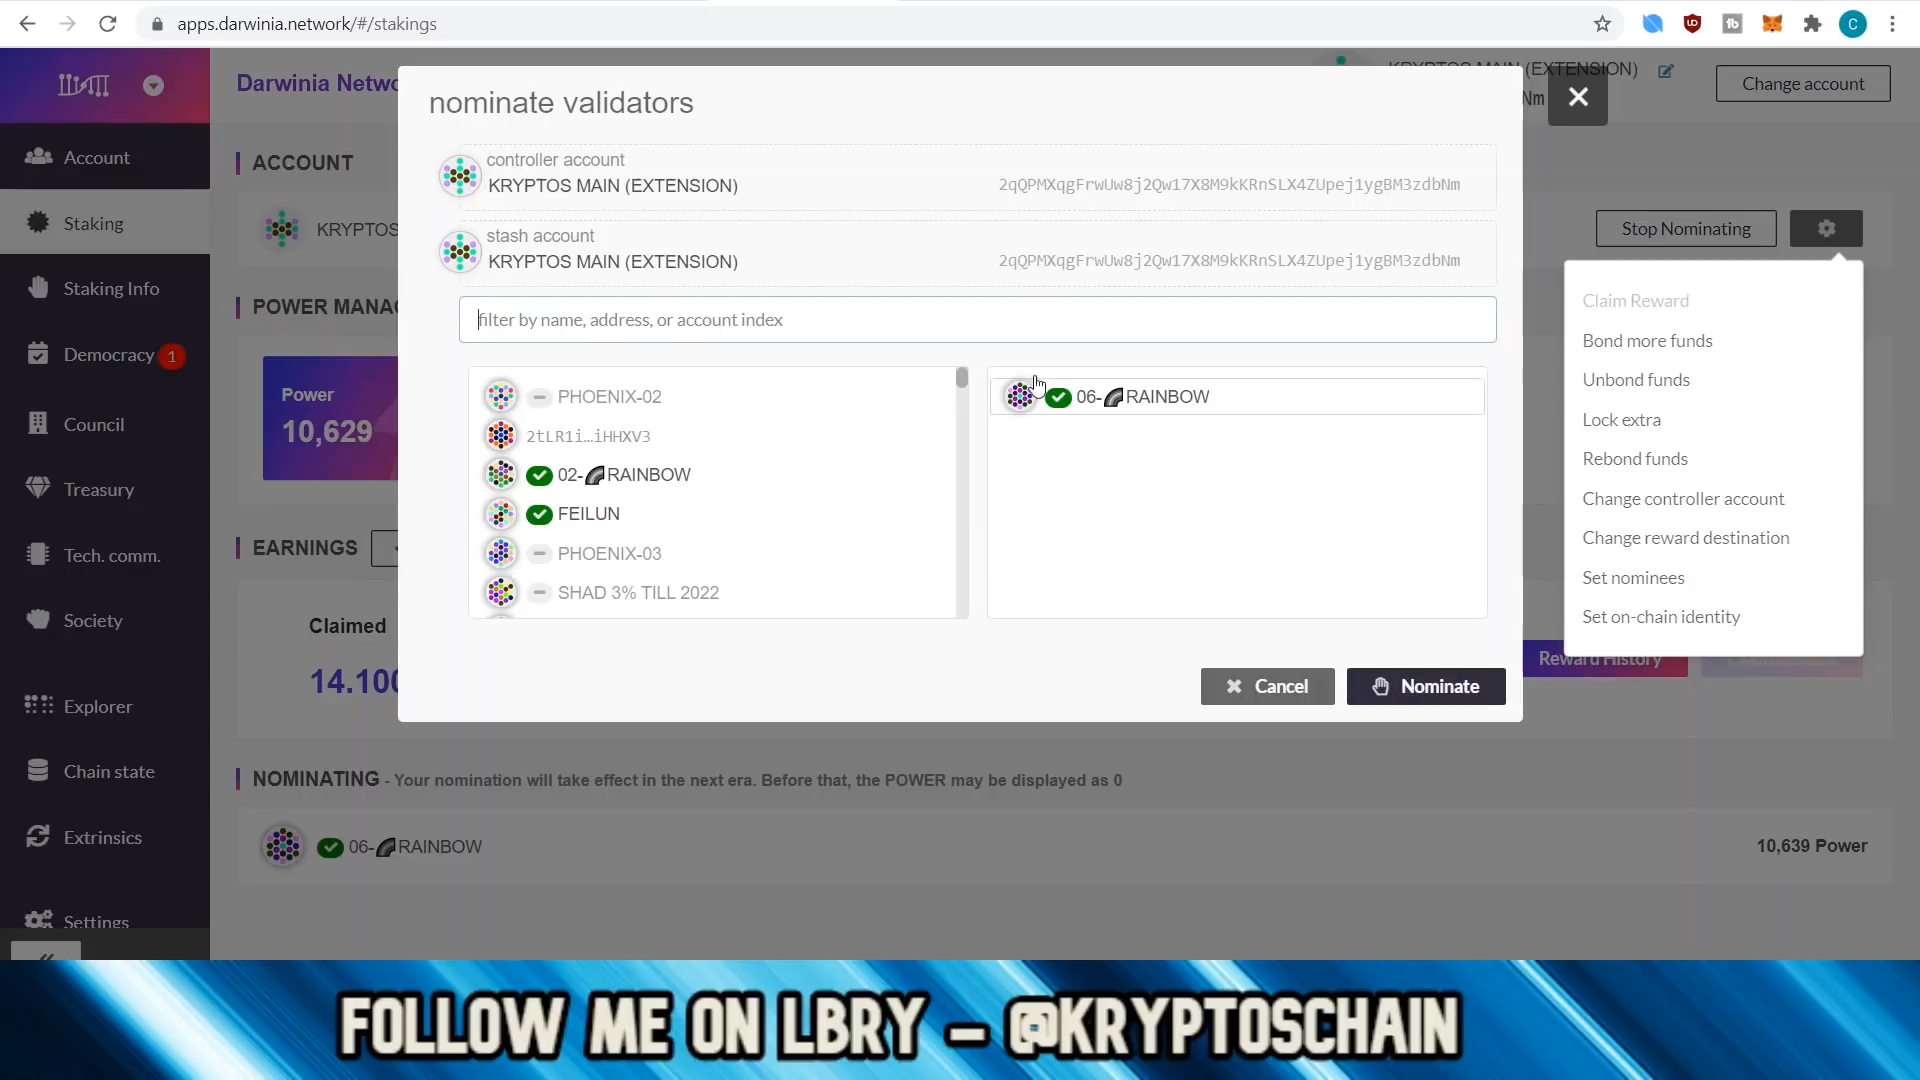 apps.darwinia.network/#/stakings
C
Darwinia Netwo
KRYPTOS MAIN (EXTENSION)
Nm
Change account
Account
Staking
Staking Info
Democracy 1
Council
Treasury
Tech. comm.
Society
Explorer
Chain state
Extrinsics
Settings
ACCOUNT
KRYPTOS
Stop Nominating
POWER MANA
Power
10,629
EARNINGS
Claimed
14.100
Reward History
nominate validators
controller account
KRYPTOS MAIN (EXTENSION)
2qQPMXqgFrwUw8j2Qw17X8M9kKRnSLX4ZUpej1ygBM3zdbNm
stash account
KRYPTOS MAIN (EXTENSION)
2qQPMXqgFrwUw8j2Qw17X8M9kKRnSLX4ZUpej1ygBM3zdbNm
filter by name, address, or account index
PHOENIX-02
2tLR1i…iHHXV3
02-🌈RAINBOW
FEILUN
PHOENIX-03
SHAD 3% TILL 2022
06-🌈RAINBOW
Cancel
Nominate
Claim Reward
Bond more funds
Unbond funds
Lock extra
Rebond funds
Change controller account
Change reward destination
Set nominees
Set on-chain identity
NOMINATING - Your nomination will take effect in the next era. Before that, the POWER may be displayed as 0
06-🌈RAINBOW
10,639 Power
FOLLOW ME ON LBRY – @KRYPTOSCHAIN